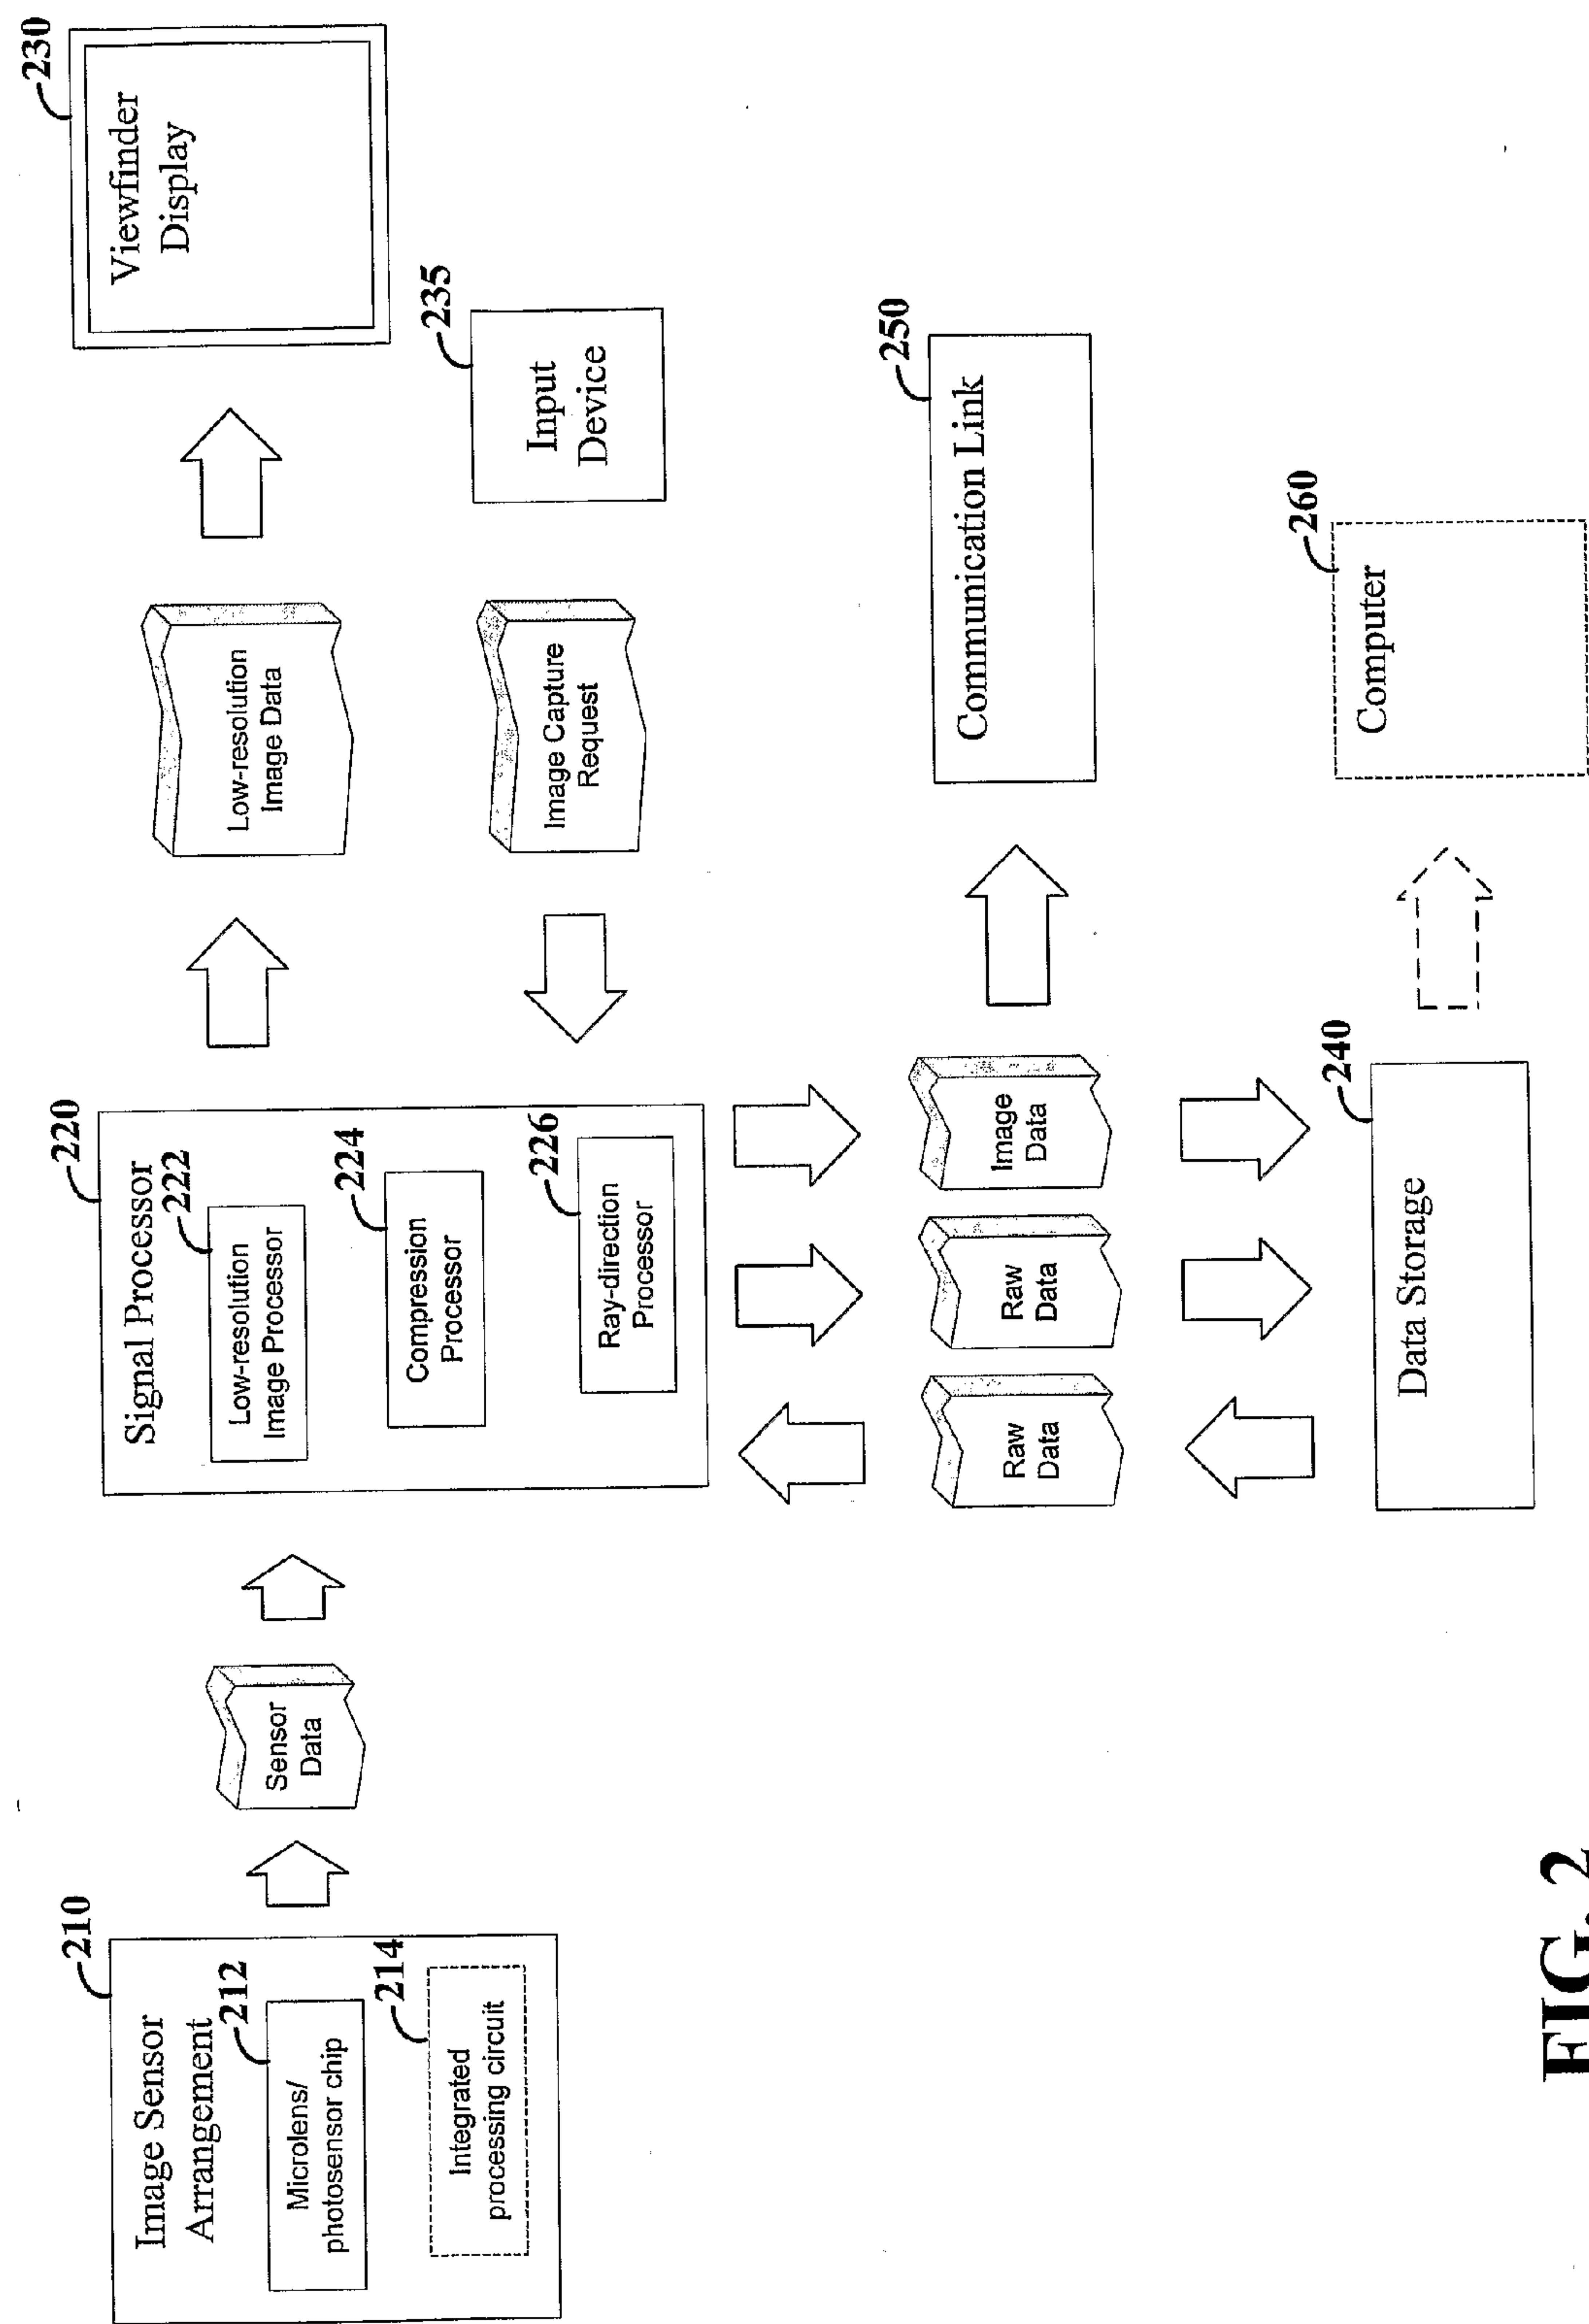 210
Image Sensor
Arrangement
212
Microlens/
photosensor chip
214
Integrated
processing circuit
Sensor
Data
220
Signal Processor
222
Low-resolution
Image Processor
224
Compression
Processor
226
Ray-direction
Processor
Low-resolution
Image Data
230
Viewfinder
Display
Image Capture
Request
235
Input
Device
Raw
Data
Raw
Data
Image
Data
250
Communication Link
240
Data Storage
260
Computer
FIG. 2